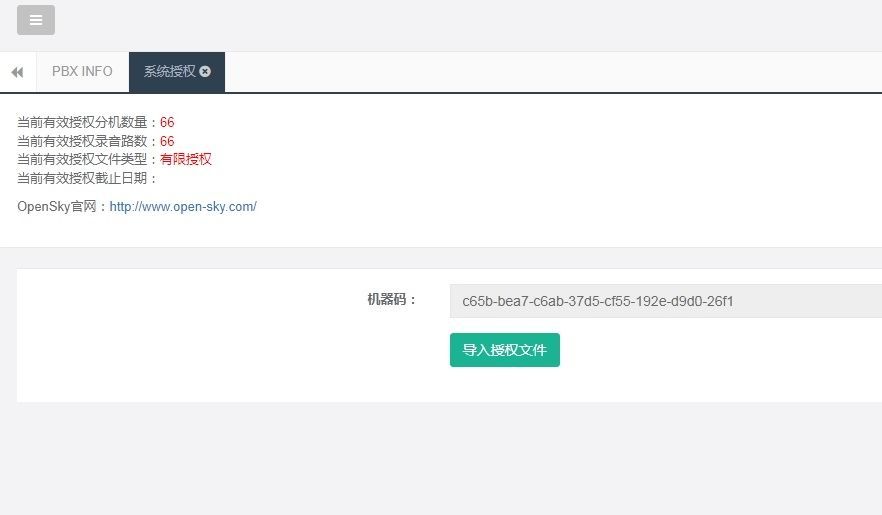 PBX INFO 系统授权
当前有效授权分机数量：66
当前有效授权录音路数：66
当前有效授权文件类型：有限授权
当前有效授权截止日期：
OpenSky官网：http://www.open-sky.com/
机器码： c65b-bea7-c6ab-37d5-cf55-192e-d9d0-26f1
导入授权文件